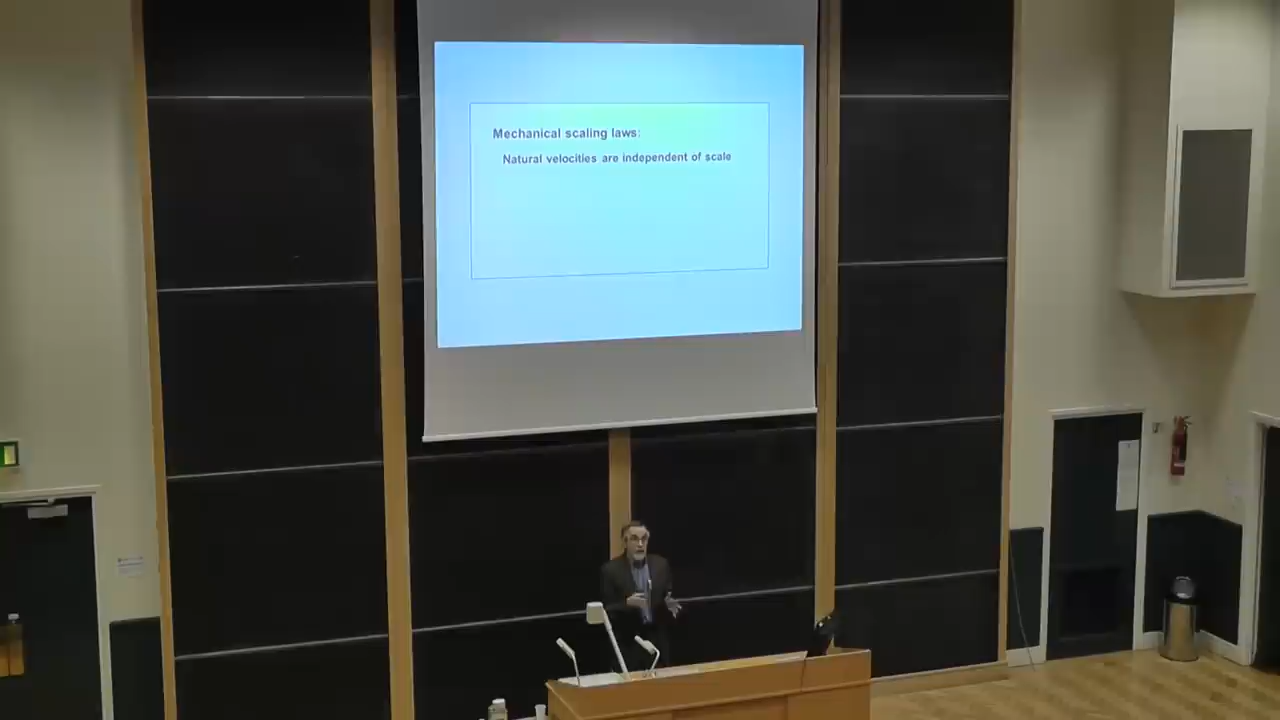 Mechanical scaling laws:
Natural velocities are independent of scale